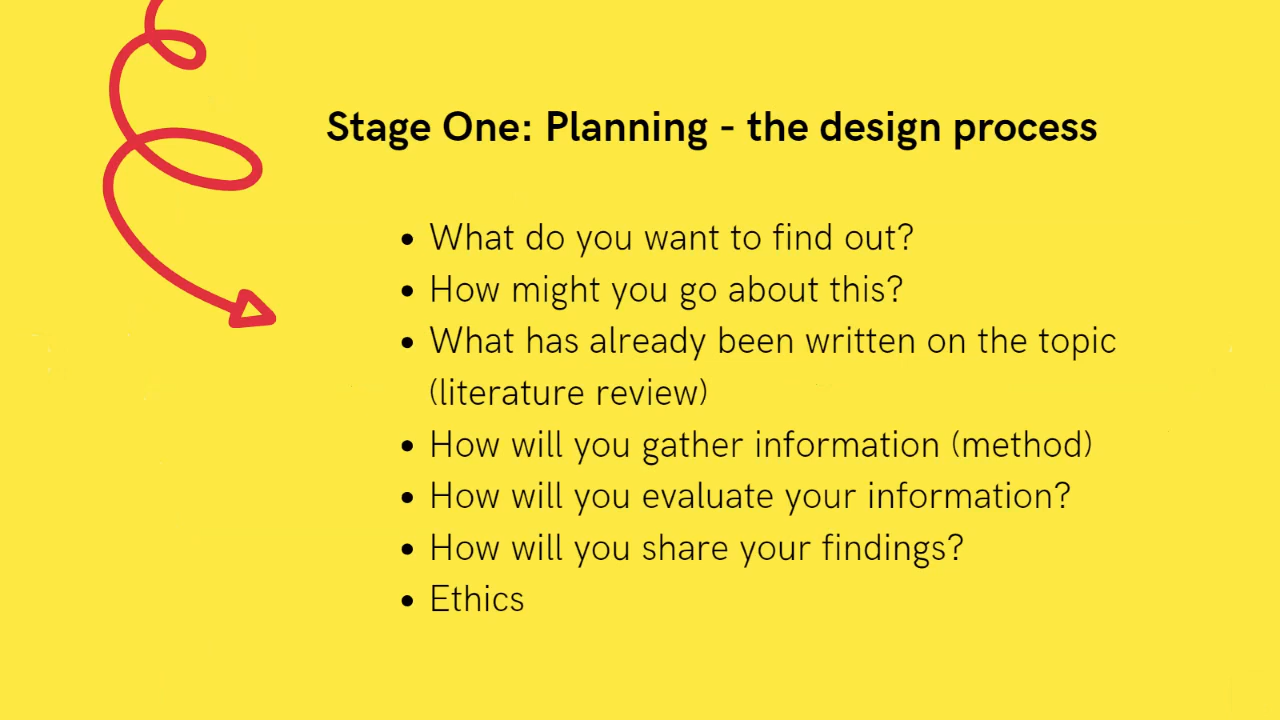 Stage One: Planning - the design process
• What do you want to find out?
• How might you go about this?
• What has already been written on the topic
(literature review)
• How will you gather information (method)
• How will you evaluate your information?
• How will you share your findings?
• Ethics